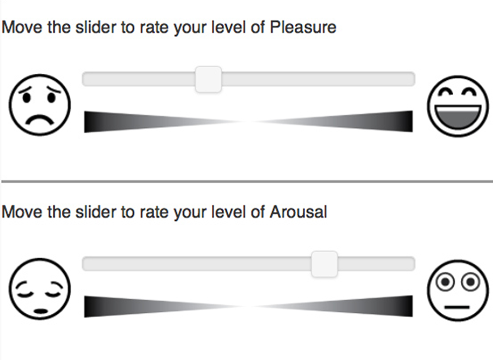 Move the slider to rate your level of Pleasure
Move the slider to rate your level of Arousal